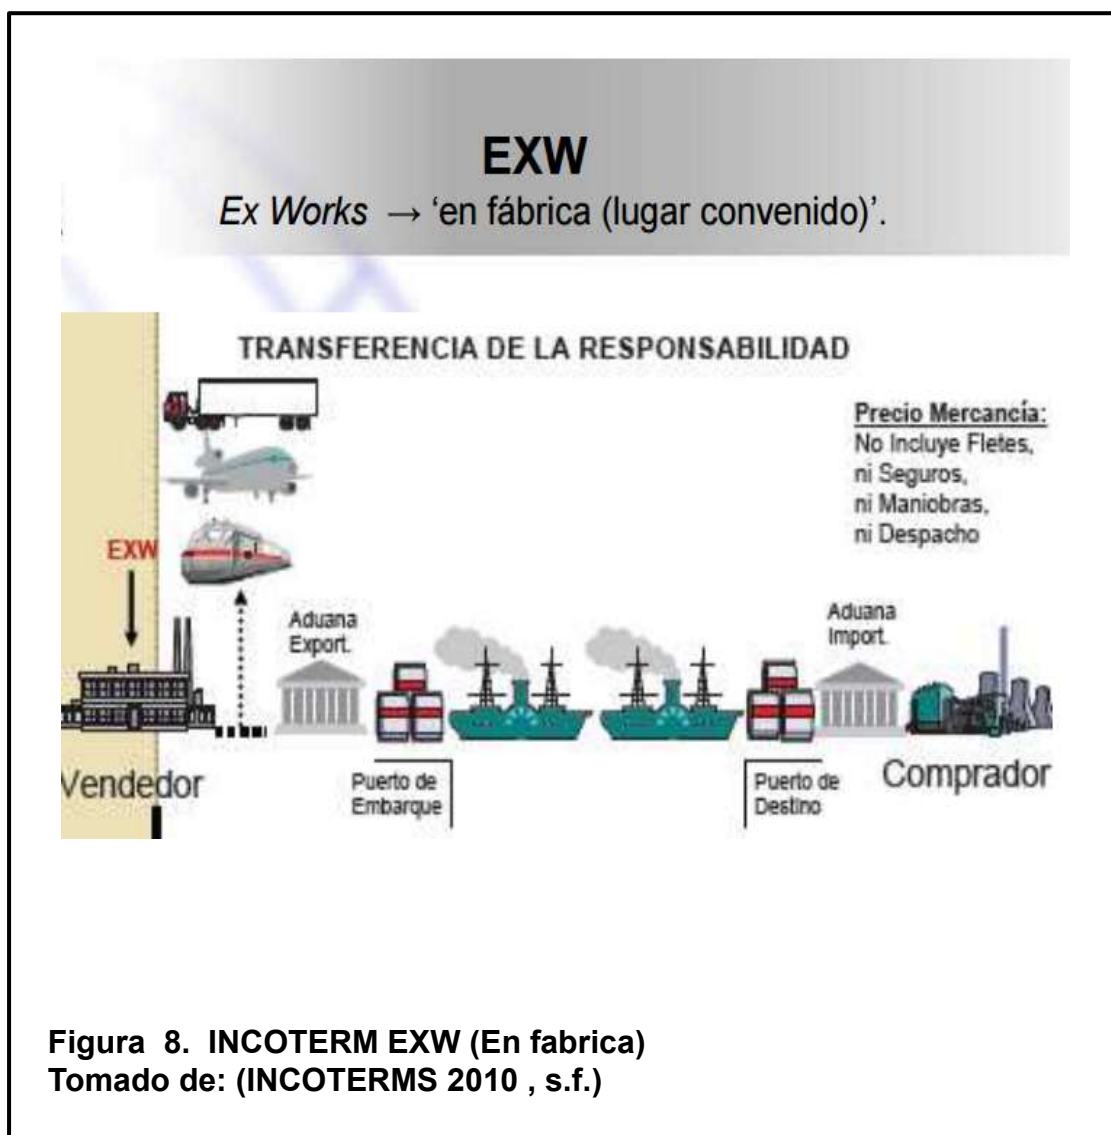 EXW
Ex Works → 'en fábrica (lugar convenido)'.
TRANSFERENCIA DE LA RESPONSABILIDAD
Precio Mercancía:
No Incluye Fletes,
ni Seguros,
ni Maniobras,
ni Despacho
EXW
Aduana
Export.
Aduana
Import.
Vendedor
Puerto de
Embarque
Puerto de
Destino
Comprador
Figura 8. INCOTERM EXW (En fabrica)
Tomado de: (INCOTERMS 2010 , s.f.)